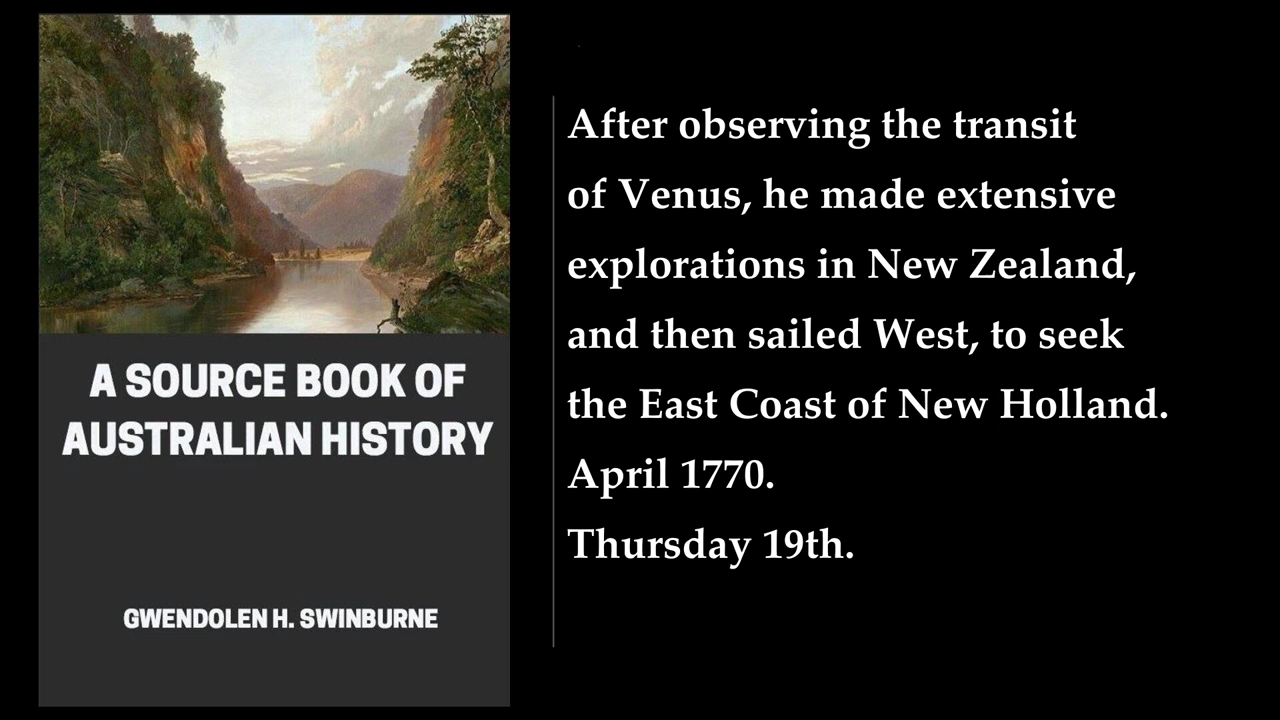 A SOURCE BOOK OF
AUSTRALIAN HISTORY
GWENDOLEN H. SWINBURNE
After observing the transit
of Venus, he made extensive
explorations in New Zealand,
and then sailed West, to seek
the East Coast of New Holland.
April 1770.
Thursday 19th.